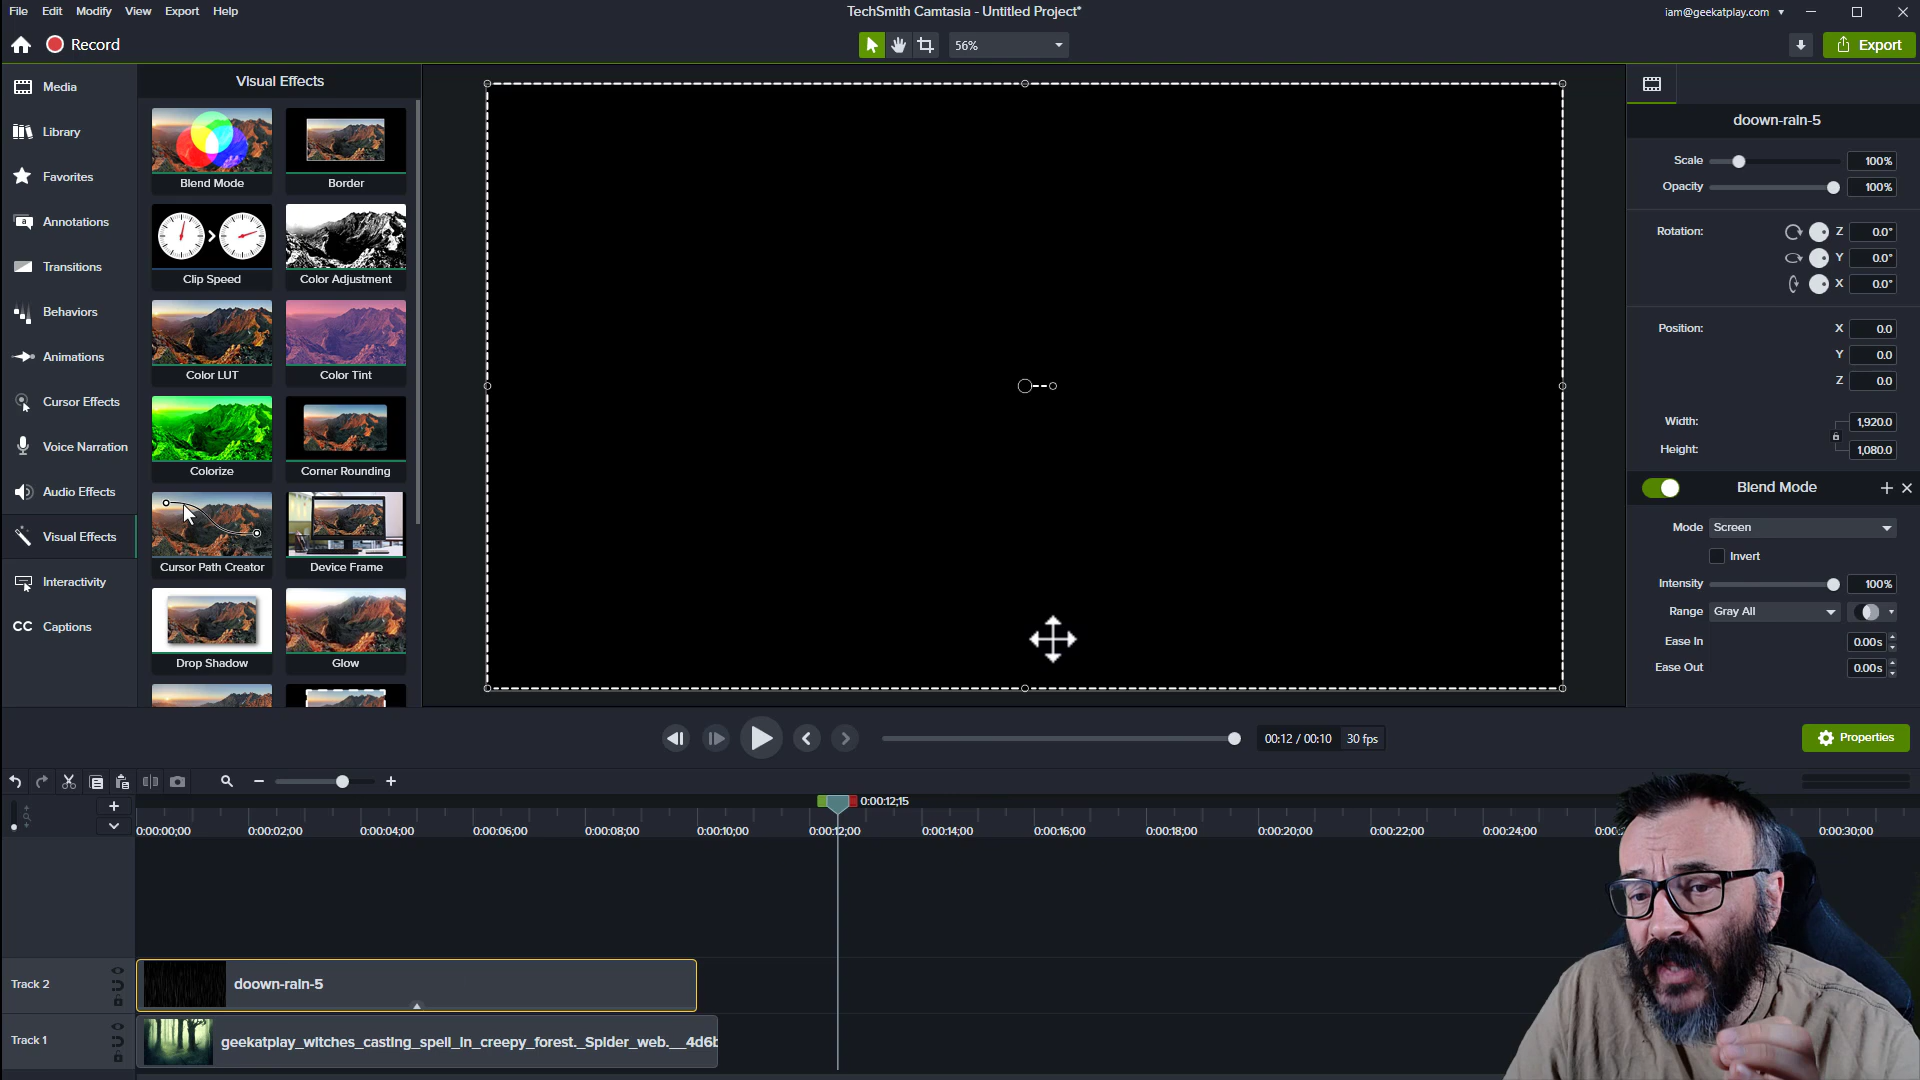 File Edit Modify View Export Help
TechSmith Camtasia - Untitled Project*
iam@geekatplay.com
Record
56%
Export
Media
Library
Favorites
Annotations
Transitions
Behaviors
Animations
Cursor Effects
Voice Narration
Audio Effects
Visual Effects
Interactivity
CC Captions
Visual Effects
Blend Mode Border
Clip Speed Color Adjustment
Color LUT Color Tint
Colorize Corner Rounding
Cursor Path Creator Device Frame
Drop Shadow Glow
doown-rain-5
Scale 100%
Opacity 100%
Rotation: Z 0.0°
Y 0.0°
X 0.0°
Position: X 0.0
Y 0.0
Z 0.0
Width: 1,920.0
Height: 1,080.0
Blend Mode
Mode Screen
Invert
Intensity 100%
Range Gray All
Ease In 0.00s
Ease Out 0.00s
00:12 / 00:10 30 fps
Properties
0:00:12;15
0:00:00;00 0:00:02;00 0:00:04;00 0:00:06;00 0:00:08;00 0:00:10;00 0:00:12;00 0:00:14;00 0:00:16;00 0:00:18;00 0:00:20;00 0:00:22;00 0:00:24;00 0:00:30;00
Track 2
doown-rain-5
Track 1
geekatplay_witches_casting_spell_in_creepy_forest._Spider_web.__4d6b